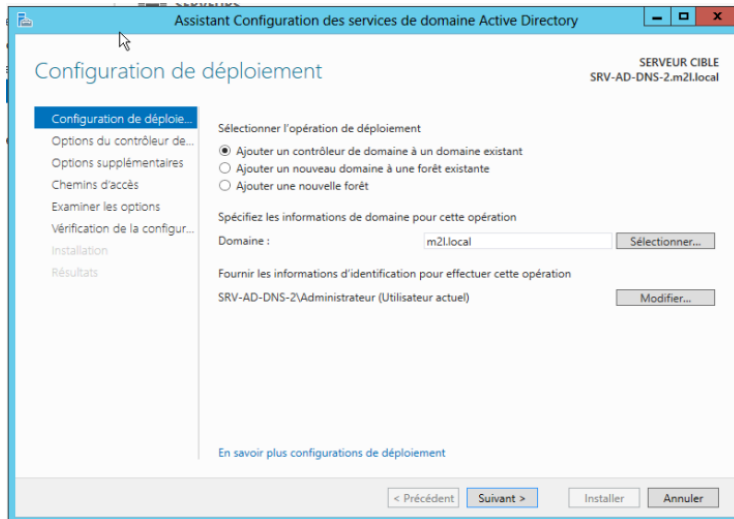 SERVEURS
Assistant Configuration des services de domaine Active Directory
Configuration de déploiement
SERVEUR CIBLE
SRV-AD-DNS-2.m2l.local
Configuration de déploie...
Options du contrôleur de...
Options supplémentaires
Chemins d'accès
Examiner les options
Vérification de la configur...
Installation
Résultats
Sélectionner l'opération de déploiement
Ajouter un contrôleur de domaine à un domaine existant
Ajouter un nouveau domaine à une forêt existante
Ajouter une nouvelle forêt
Spécifiez les informations de domaine pour cette opération
Domaine : m2l.local Sélectionner...
Fournir les informations d'identification pour effectuer cette opération
SRV-AD-DNS-2\Administrateur (Utilisateur actuel) Modifier...
En savoir plus configurations de déploiement
< Précédent Suivant > Installer Annuler